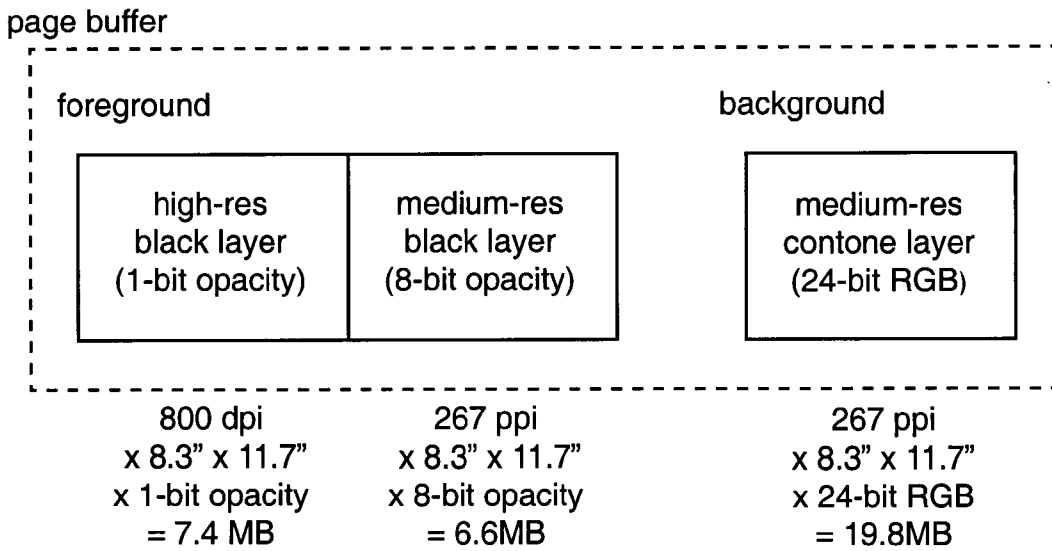 page buffer
foreground
background
high-res
black layer
(1-bit opacity)
medium-res
black layer
(8-bit opacity)
medium-res
contone layer
(24-bit RGB)
800 dpi
x 8.3" x 11.7"
x 1-bit opacity
= 7.4 MB
267 ppi
x 8.3" x 11.7"
x 8-bit opacity
= 6.6MB
267 ppi
x 8.3" x 11.7"
x 24-bit RGB
= 19.8MB